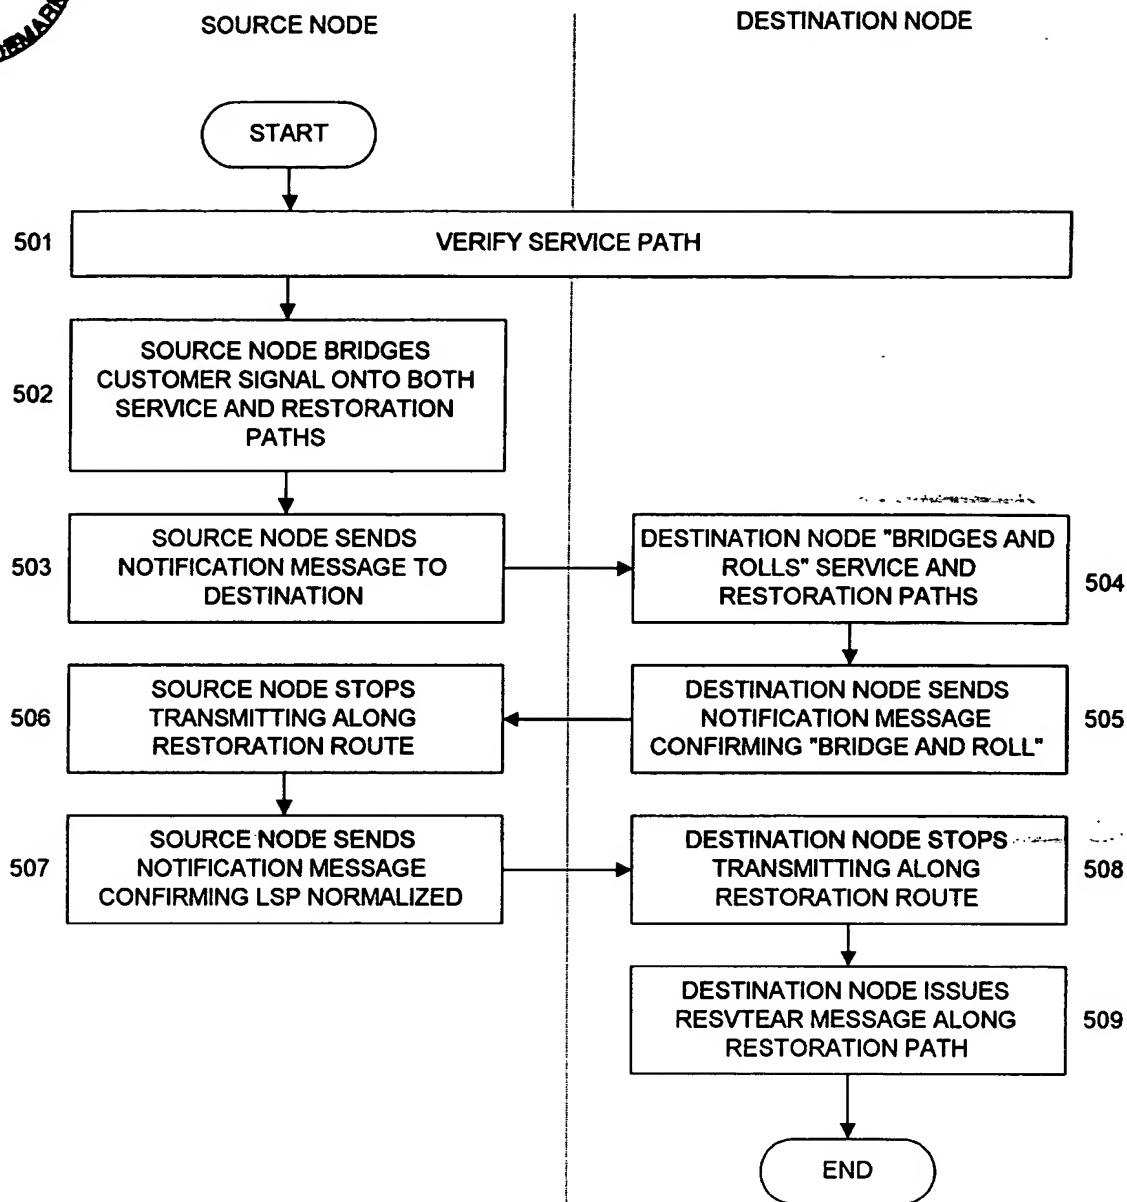 SOURCE NODE
DESTINATION NODE
START
501
VERIFY SERVICE PATH
502
SOURCE NODE BRIDGES
CUSTOMER SIGNAL ONTO BOTH
SERVICE AND RESTORATION
PATHS
503
SOURCE NODE SENDS
NOTIFICATION MESSAGE TO
DESTINATION
DESTINATION NODE "BRIDGES AND
ROLLS" SERVICE AND
RESTORATION PATHS
504
DESTINATION NODE SENDS
NOTIFICATION MESSAGE
CONFIRMING "BRIDGE AND ROLL"
505
506
SOURCE NODE STOPS
TRANSMITTING ALONG
RESTORATION ROUTE
507
SOURCE NODE SENDS
NOTIFICATION MESSAGE
CONFIRMING LSP NORMALIZED
DESTINATION NODE STOPS
TRANSMITTING ALONG
RESTORATION ROUTE
508
DESTINATION NODE ISSUES
RESVTEAR MESSAGE ALONG
RESTORATION PATH
509
END